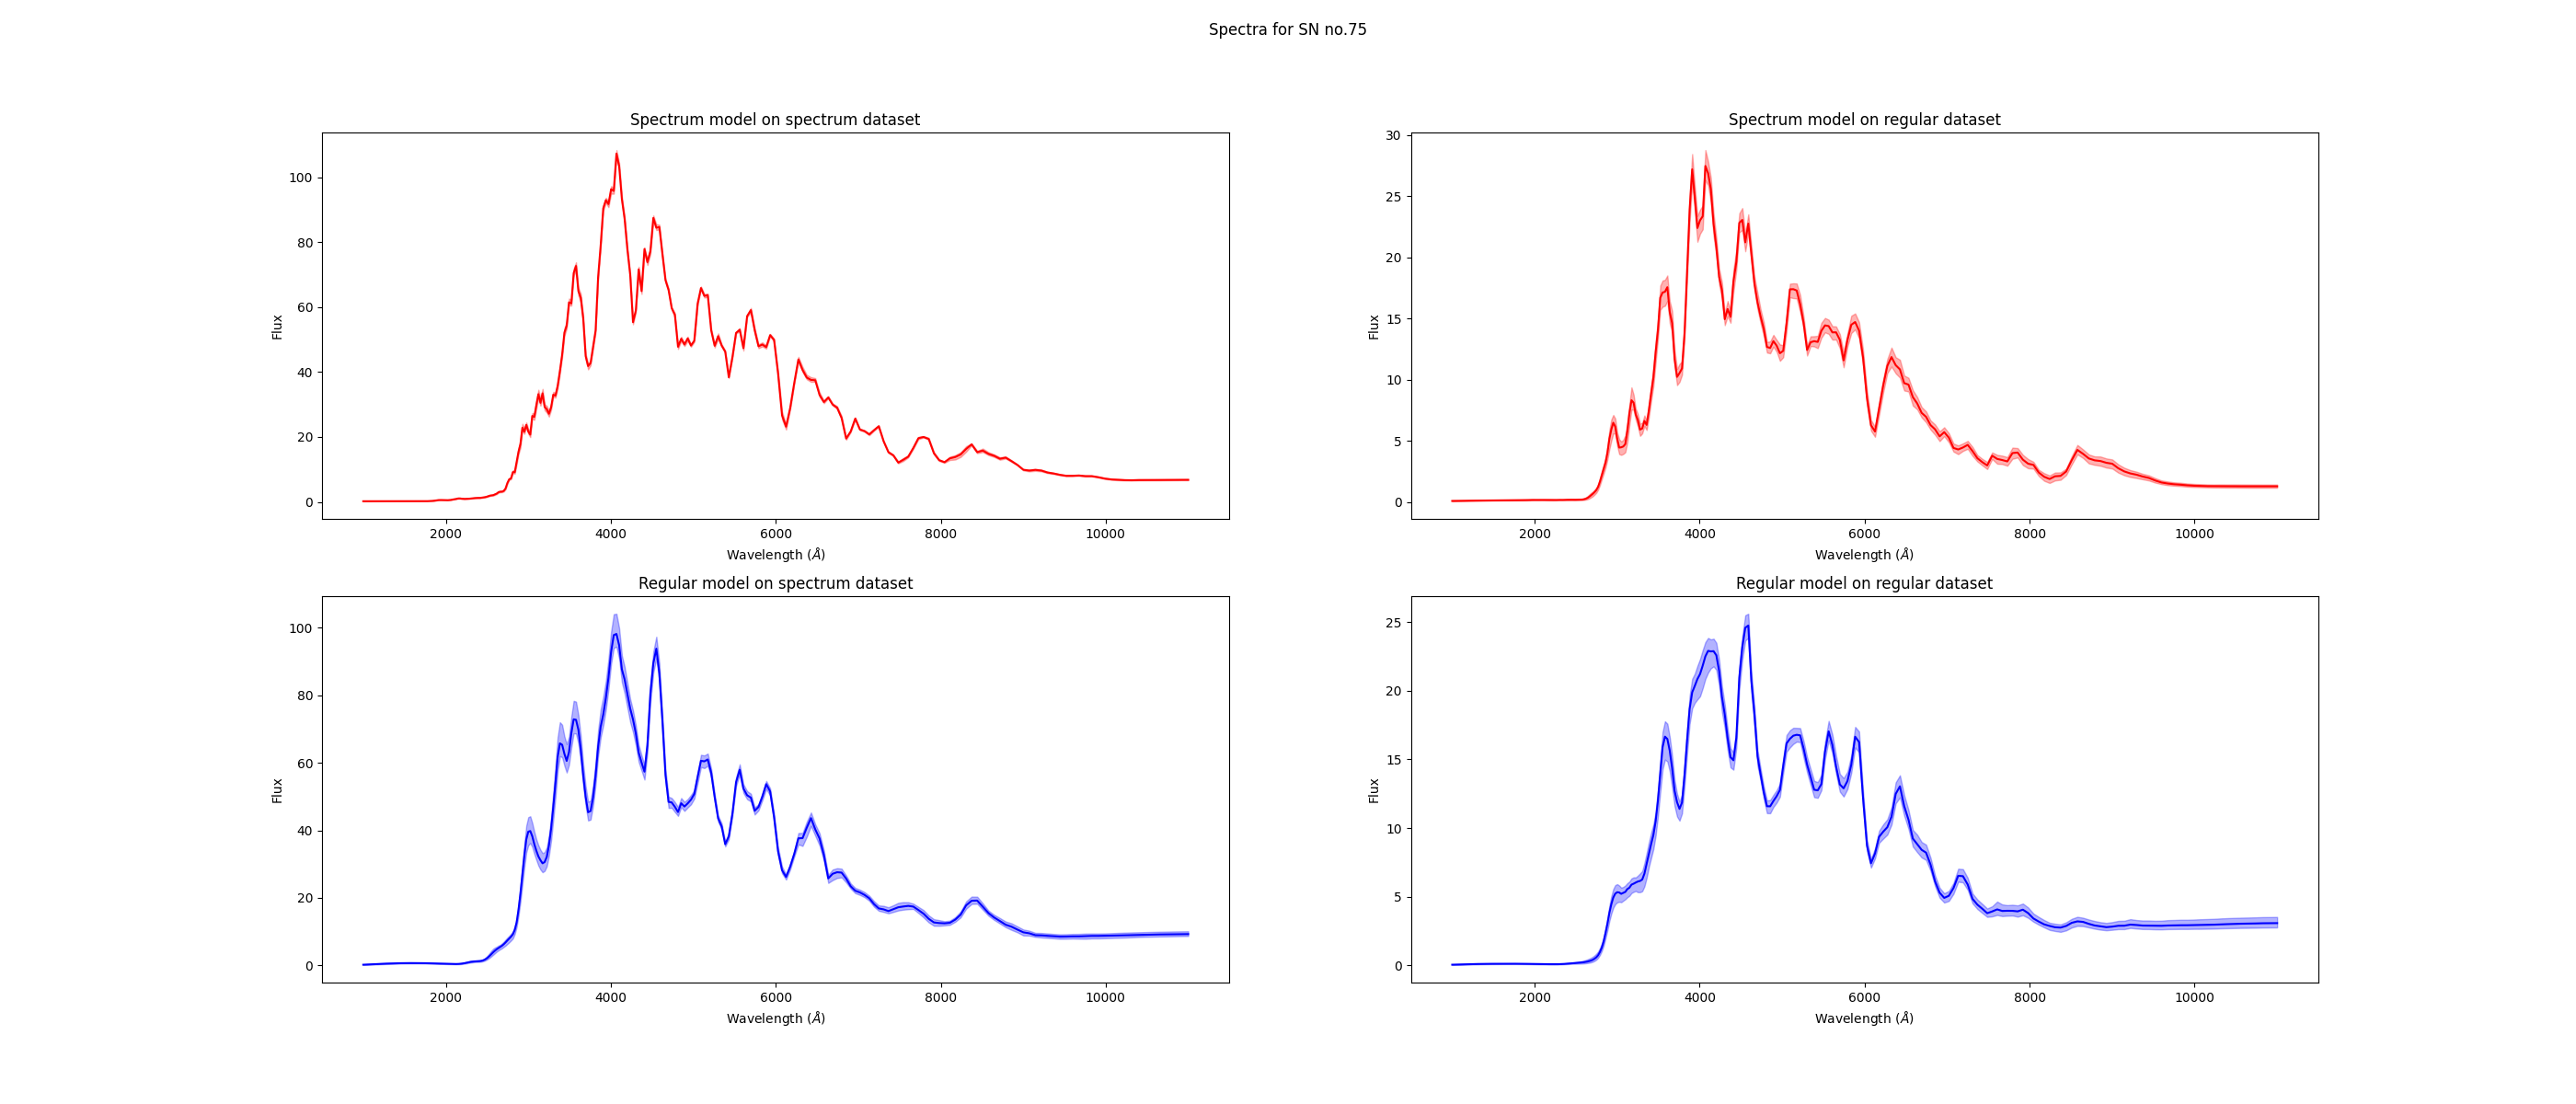 Spectra for SN no.75
Spectrum model on spectrum dataset
100
80
60
40
20
0
Flux
2000 4000 6000 8000 10000
Wavelength (Å)
Spectrum model on regular dataset
30
25
20
15
10
5
0
Flux
2000 4000 6000 8000 10000
Wavelength (Å)
Regular model on spectrum dataset
100
80
60
40
20
0
Flux
2000 4000 6000 8000 10000
Wavelength (Å)
Regular model on regular dataset
25
20
15
10
5
0
Flux
2000 4000 6000 8000 10000
Wavelength (Å)